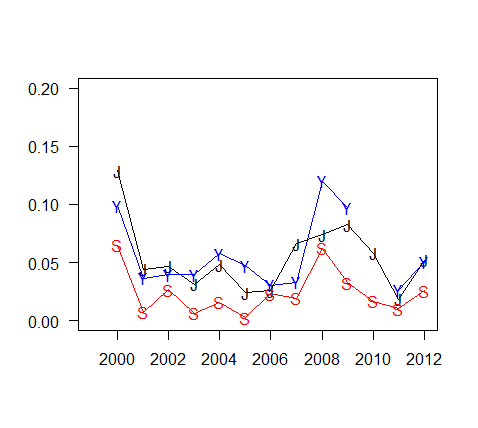 0.20
0.15
0.10
0.05
0.00
J J J J J J J J J J J J J
Y Y Y Y Y Y Y Y Y Y Y Y
S S S S S S S S S S S S S
2000 2002 2004 2006 2008 2010 2012